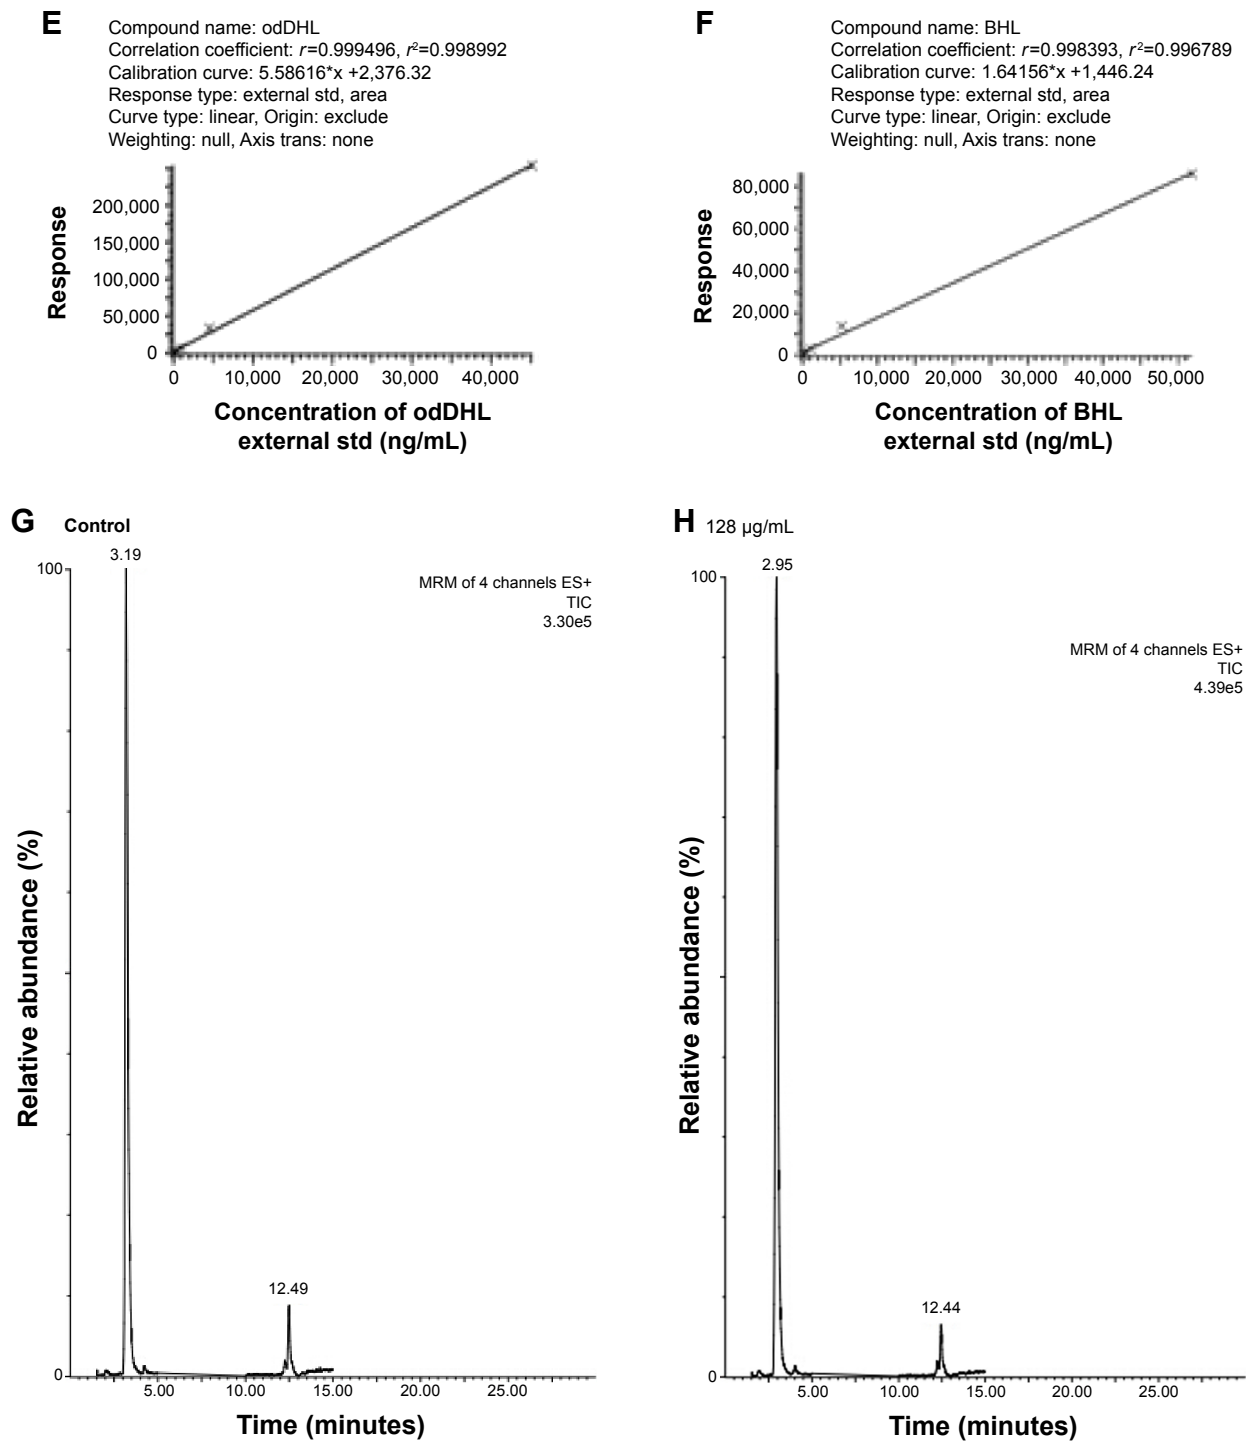 E
Compound name: odDHL
Correlation coefficient: r=0.999496, r²=0.998992
Calibration curve: 5.58616*x +2,376.32
Response type: external std, area
Curve type: linear, Origin: exclude
Weighting: null, Axis trans: none
Response
200,000
150,000
100,000
50,000
0
0 10,000 20,000 30,000 40,000
Concentration of odDHL
external std (ng/mL)
F
Compound name: BHL
Correlation coefficient: r=0.998393, r²=0.996789
Calibration curve: 1.64156*x +1,446.24
Response type: external std, area
Curve type: linear, Origin: exclude
Weighting: null, Axis trans: none
Response
80,000
60,000
40,000
20,000
0
0 10,000 20,000 30,000 40,000 50,000
Concentration of BHL
external std (ng/mL)
G Control
3.19
100
MRM of 4 channels ES+
TIC
3.30e5
Relative abundance (%)
12.49
0
5.00 10.00 15.00 20.00 25.00
Time (minutes)
H 128 µg/mL
2.95
100
MRM of 4 channels ES+
TIC
4.39e5
Relative abundance (%)
12.44
0
5.00 10.00 15.00 20.00 25.00
Time (minutes)